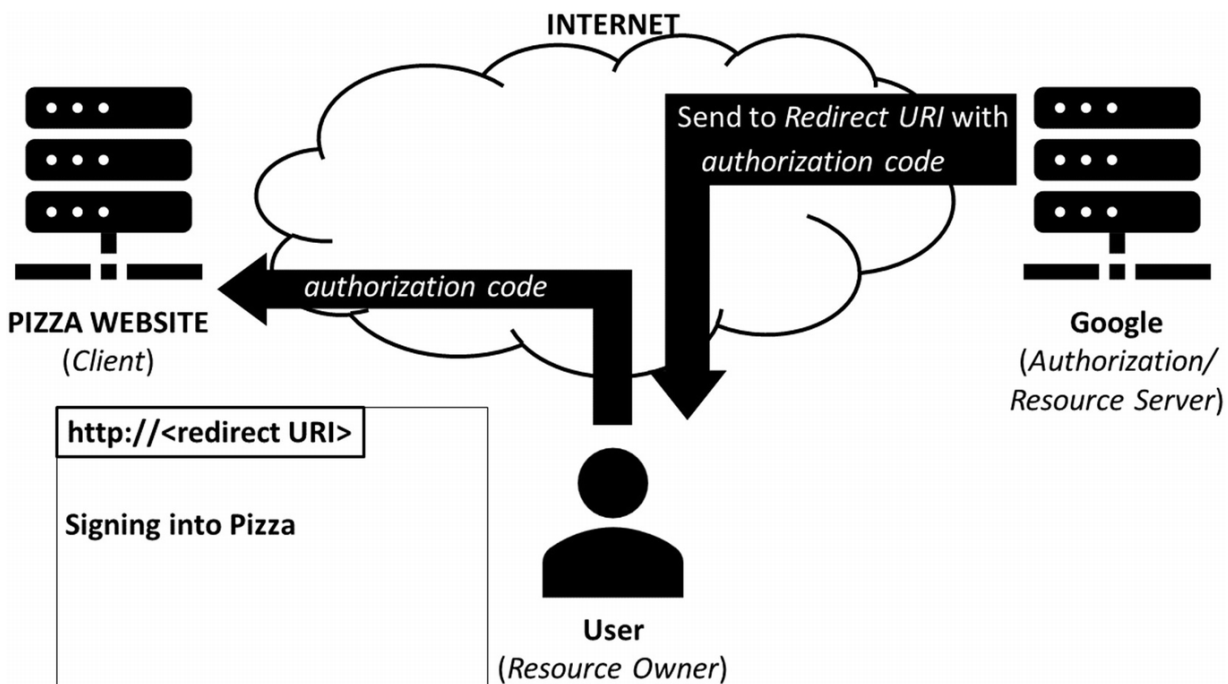 INTERNET
Send to Redirect URI with
authorization code
authorization code
PIZZA WEBSITE
(Client)
Google
(Authorization/
Resource Server)
http://<redirect URI>
Signing into Pizza
User
(Resource Owner)